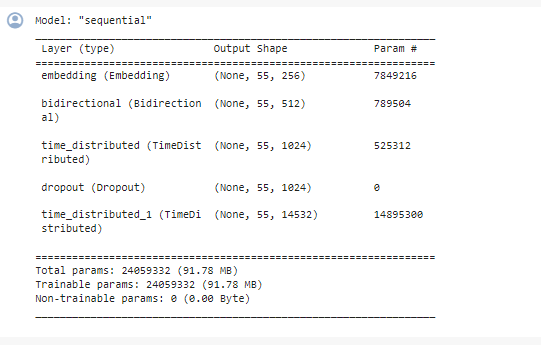 Model: "sequential"
Layer (type) Output Shape Param #
embedding (Embedding) (None, 55, 256) 7849216
bidirectional (Bidirection (None, 55, 512) 789504
al)
time_distributed (TimeDist (None, 55, 1024) 525312
ributed)
dropout (Dropout) (None, 55, 1024) 0
time_distributed_1 (TimeDi (None, 55, 14532) 14895300
stributed)
Total params: 24059332 (91.78 MB)
Trainable params: 24059332 (91.78 MB)
Non-trainable params: 0 (0.00 Byte)